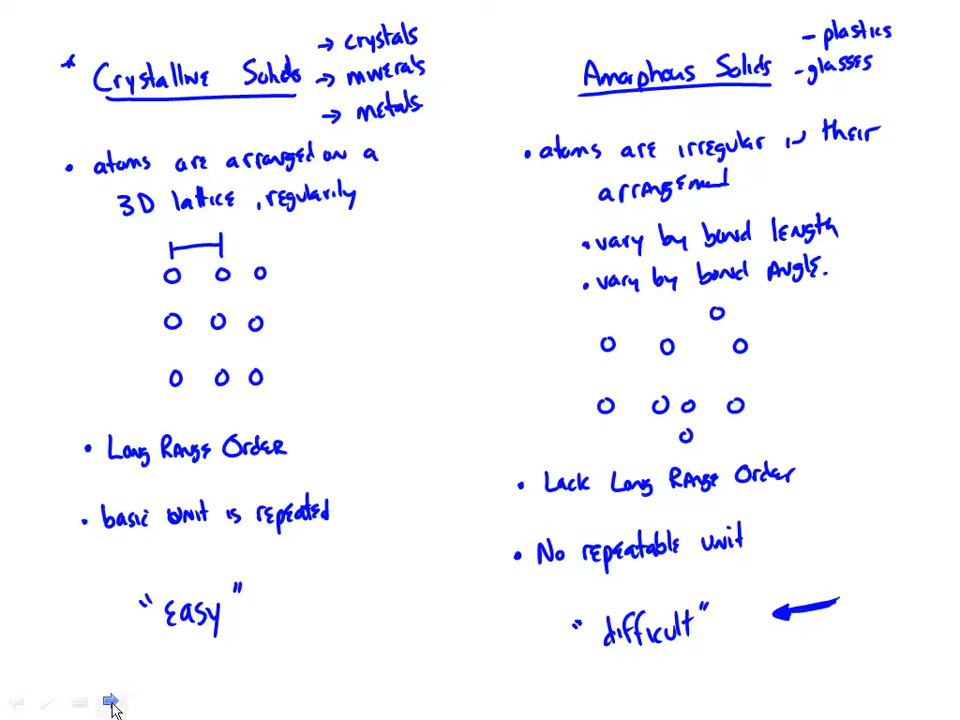 * Crystalline Solids
→ crystals
→ minerals
→ metals
• atoms are arranged on a
3D lattice, regularily
• Long Range Order
• basic unit is repeated
"easy"
Amorphous Solids
- plastics
- glasses
• atoms are irregular in their
arrangement
• vary by bond length
• vary by bond Angle.
• Lack Long Range Order
• No repeatable unit
"difficult"